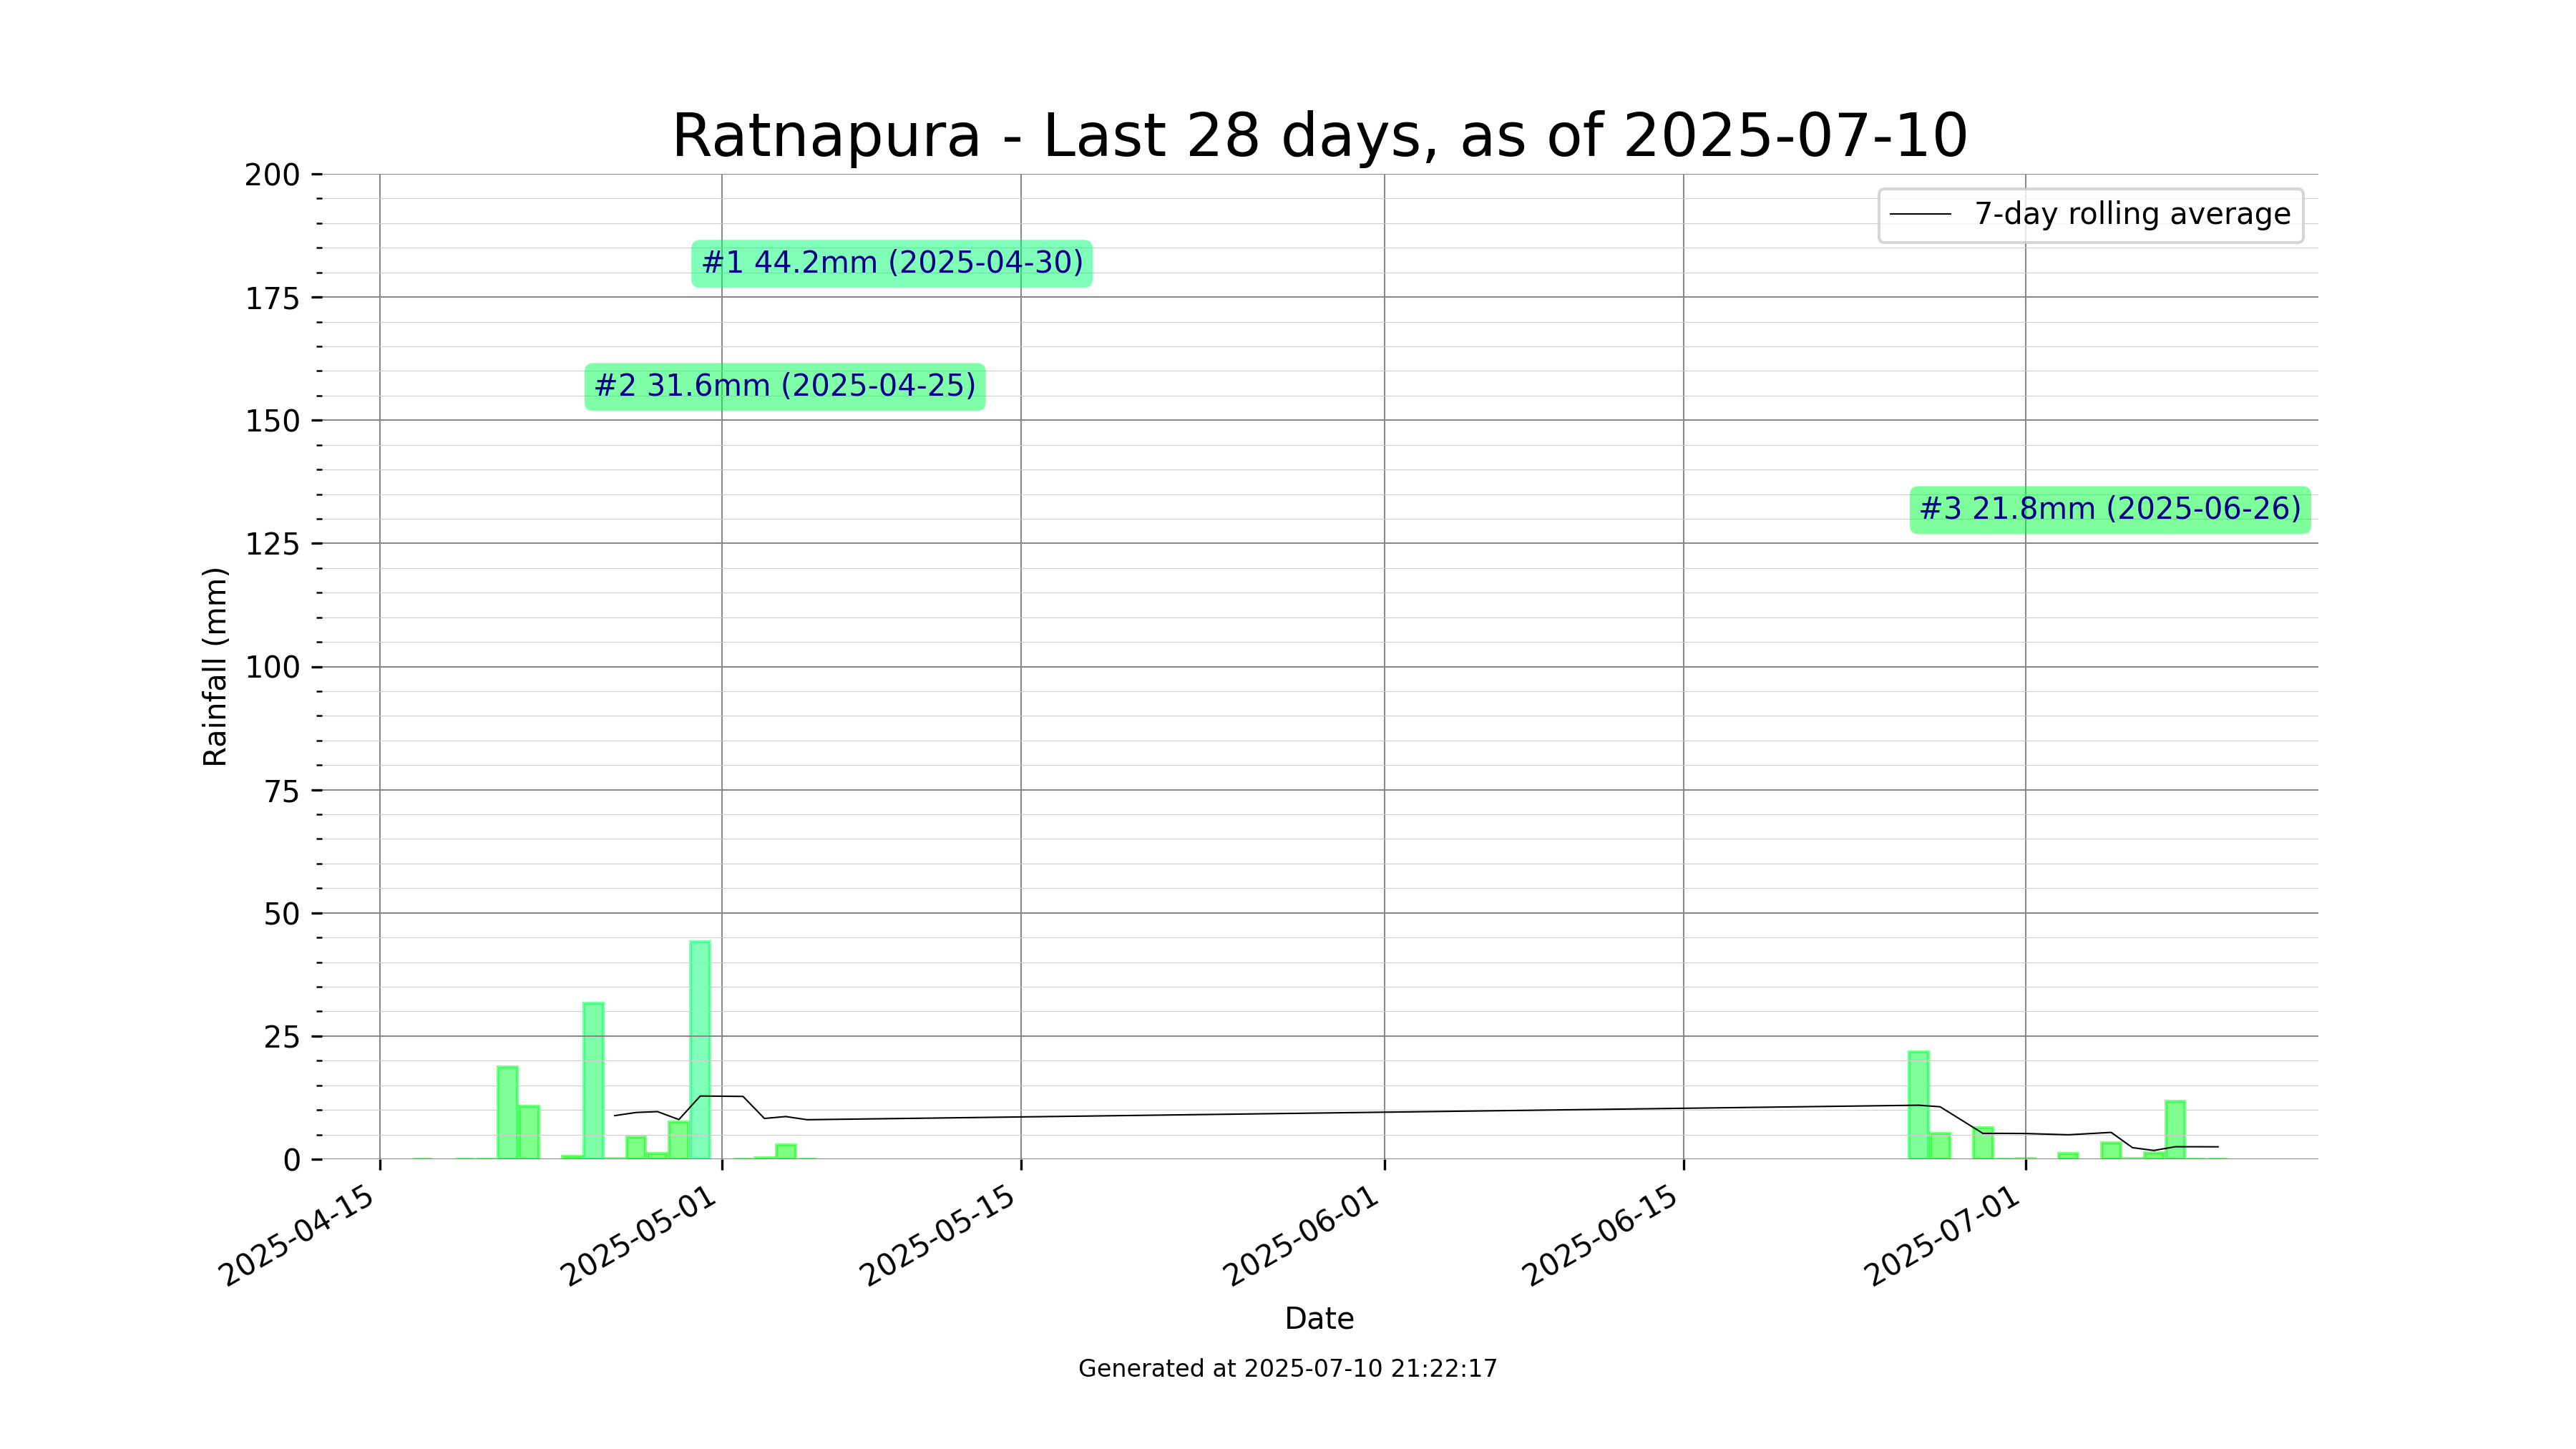 Ratnapura - Last 28 days, as of 2025-07-10
7-day rolling average
#1 44.2mm (2025-04-30)
#2 31.6mm (2025-04-25)
#3 21.8mm (2025-06-26)
Rainfall (mm)
200
175
150
125
100
75
50
25
0
2025-04-15
2025-05-01
2025-05-15
2025-06-01
2025-06-15
2025-07-01
Date
Generated at 2025-07-10 21:22:17